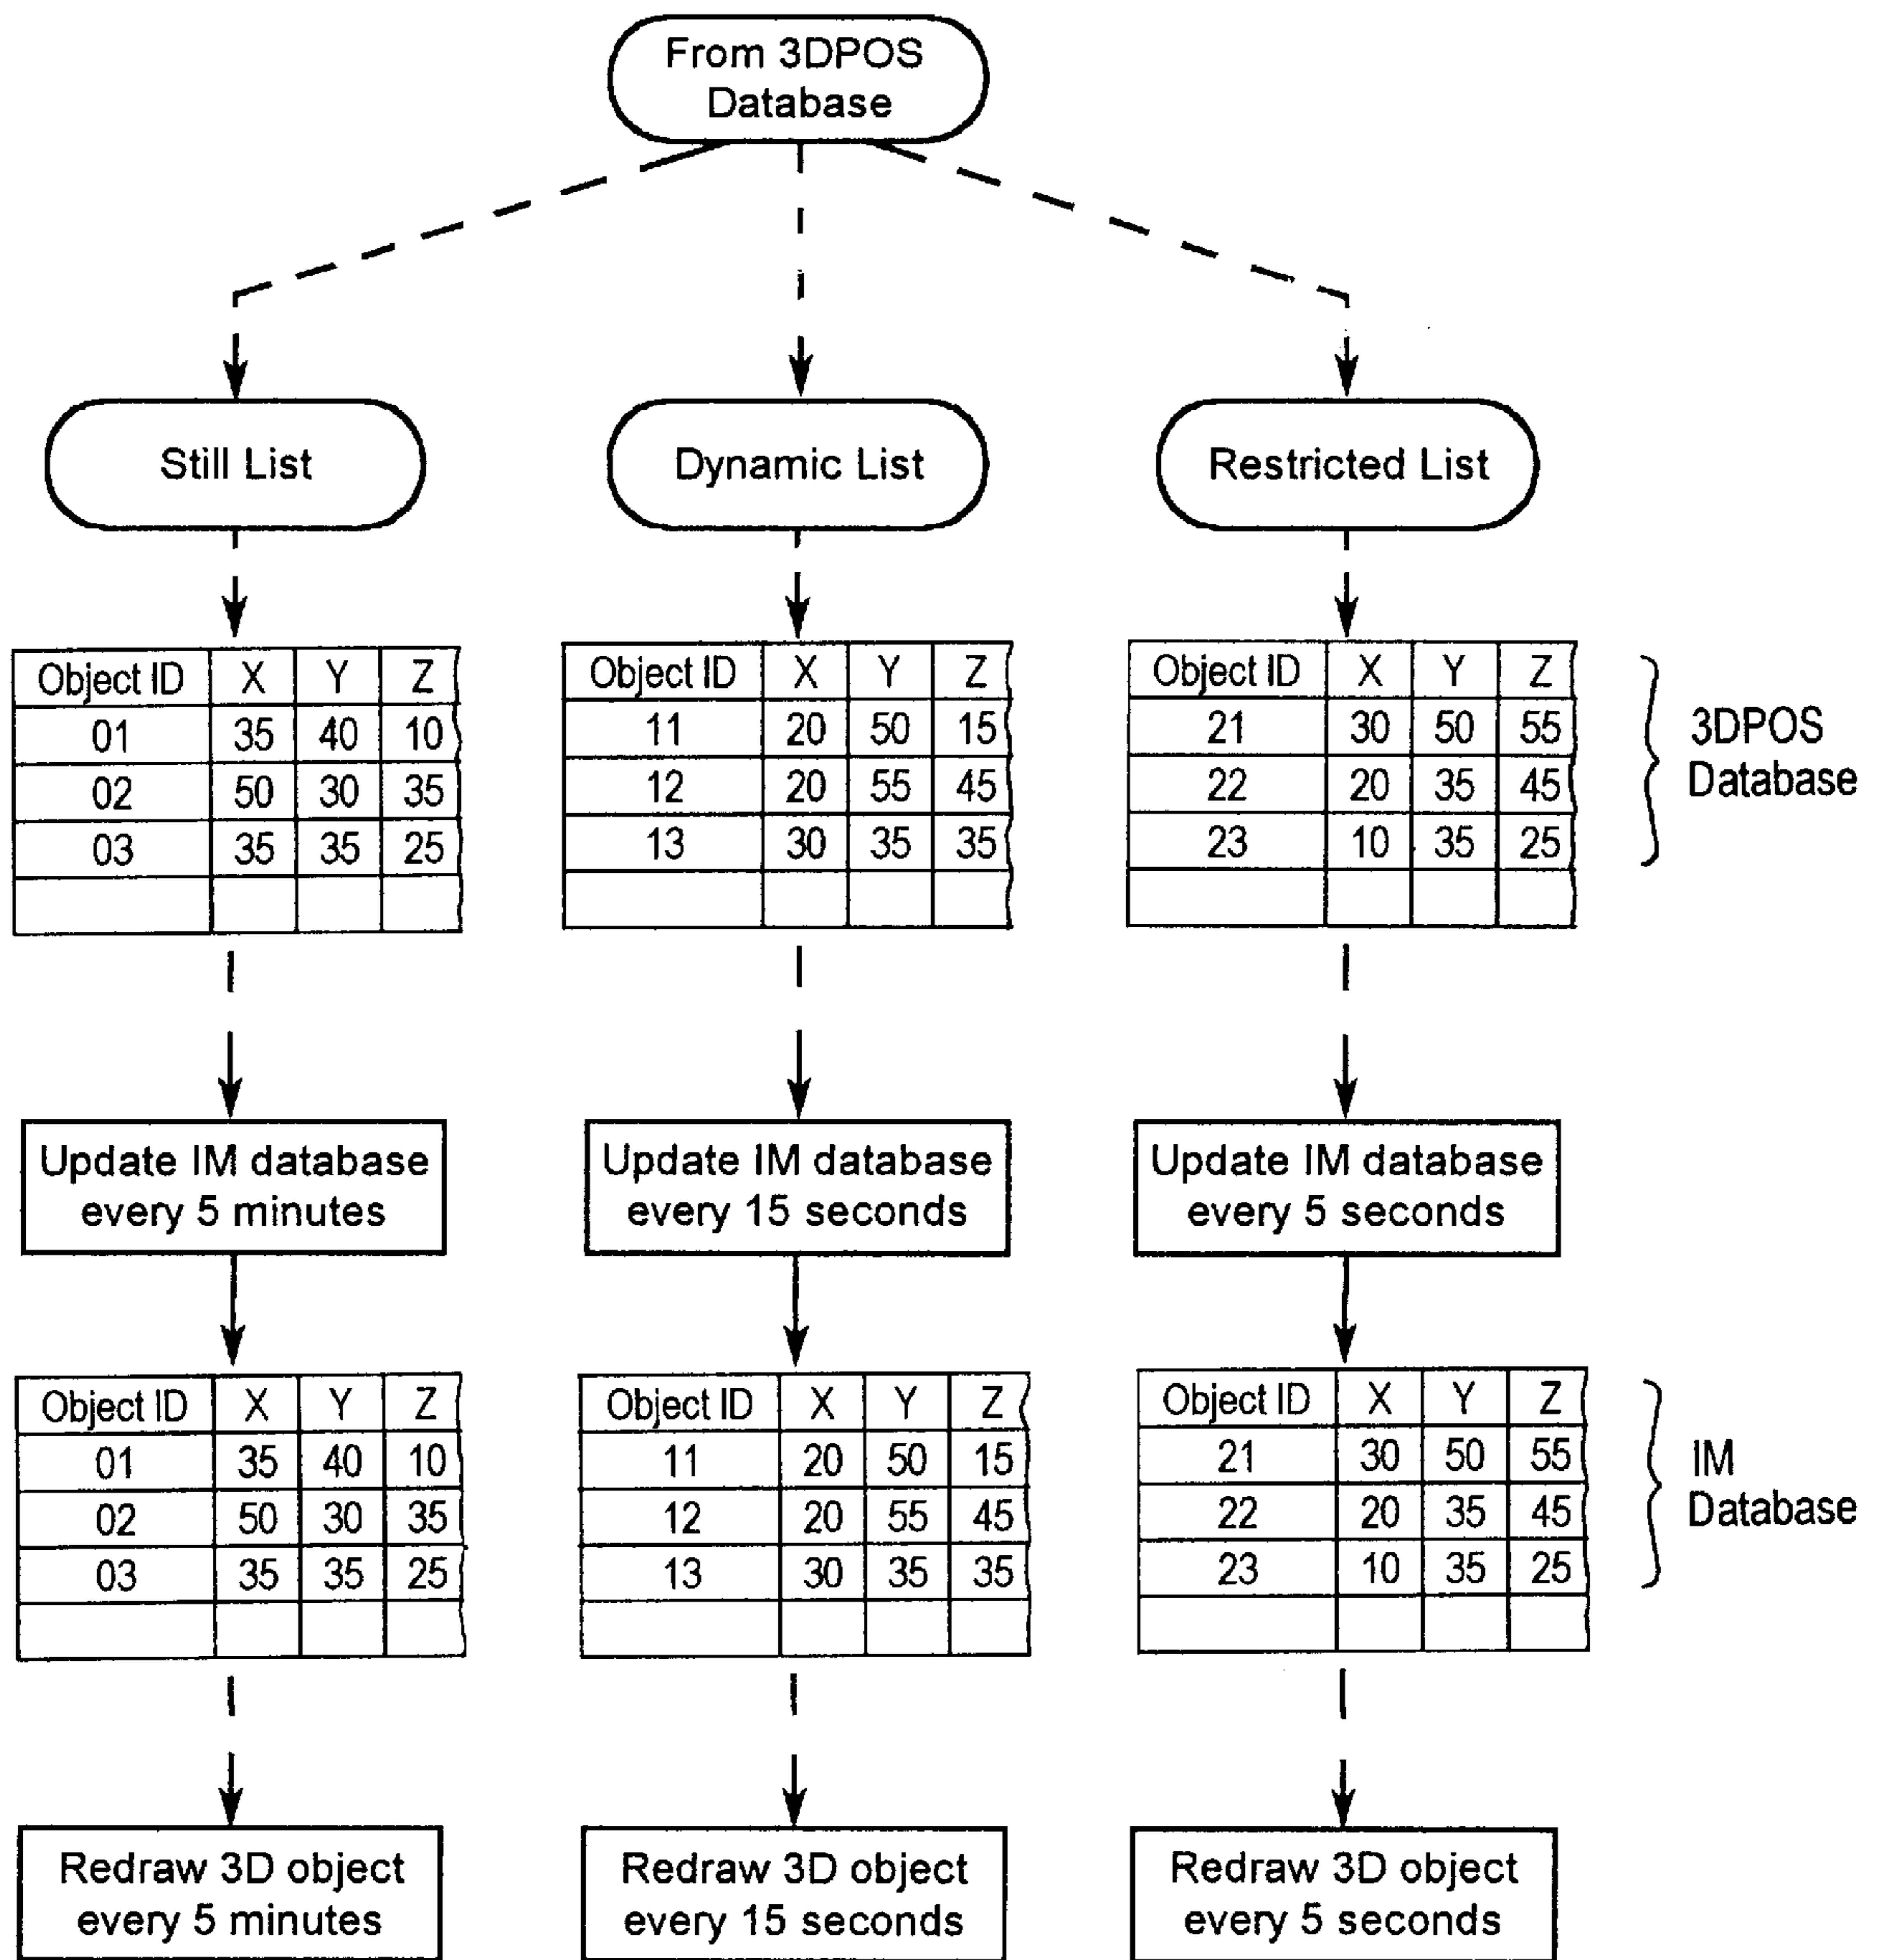 From 3DPOS
Database
Still List
Dynamic List
Restricted List
Object ID X Y Z
01 35 40 10
02 50 30 35
03 35 35 25
Object ID X Y Z
11 20 50 15
12 20 55 45
13 30 35 35
Object ID X Y Z
21 30 50 55
22 20 35 45
23 10 35 25
3DPOS
Database
Update IM database
every 5 minutes
Update IM database
every 15 seconds
Update IM database
every 5 seconds
Object ID X Y Z
01 35 40 10
02 50 30 35
03 35 35 25
Object ID X Y Z
11 20 50 15
12 20 55 45
13 30 35 35
Object ID X Y Z
21 30 50 55
22 20 35 45
23 10 35 25
IM
Database
Redraw 3D object
every 5 minutes
Redraw 3D object
every 15 seconds
Redraw 3D object
every 5 seconds